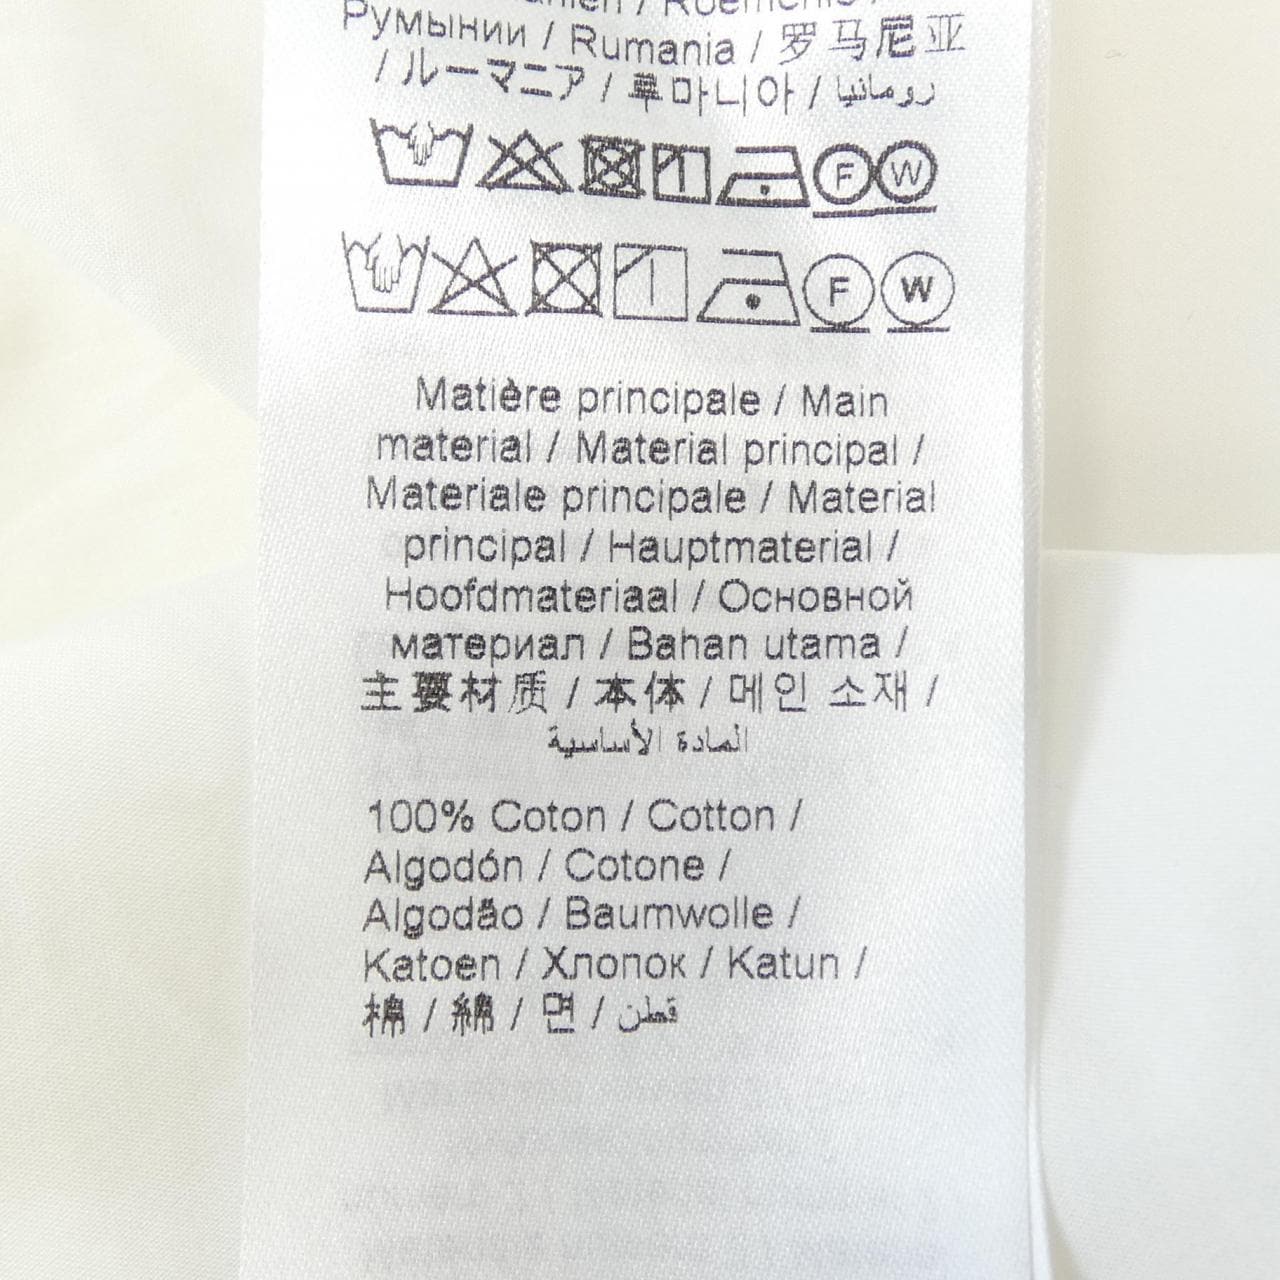 Румынии / Rumania / 罗马尼亚
/ ルーマニア / 루마니아 / رومانيا
F W
F W
Matière principale / Main
material / Material principal /
Materiale principale / Material
principal / Hauptmaterial /
Hoofdmateriaal / Основной
материал / Bahan utama /
主要材质 / 本体 / 메인 소재 /
المادة الأساسية
100% Coton / Cotton /
Algodón / Cotone /
Algodão / Baumwolle /
Katoen / Хлопок / Katun /
棉 / 綿 / 면 / قطن